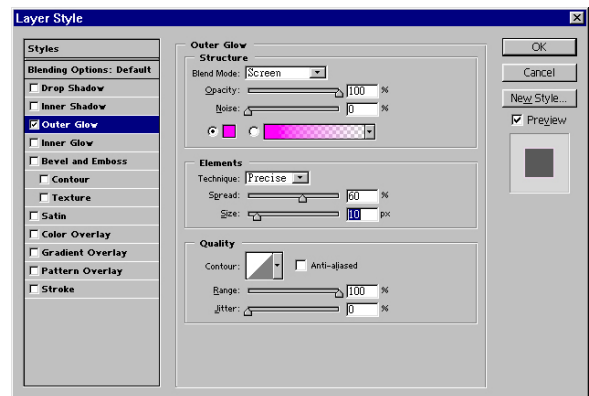 Layer Style
Styles
Blending Options: Default
Drop Shadow
Inner Shadow
Outer Glow
Inner Glow
Bevel and Emboss
Contour
Texture
Satin
Color Overlay
Gradient Overlay
Pattern Overlay
Stroke
Outer Glow
Structure
Blend Mode: Screen
Opacity: 100 %
Noise: 0 %
Elements
Technique: Precise
Spread: 60 %
Size: 10 px
Quality
Contour: Anti-aliased
Range: 100 %
Jitter: 0 %
OK
Cancel
New Style...
Preview